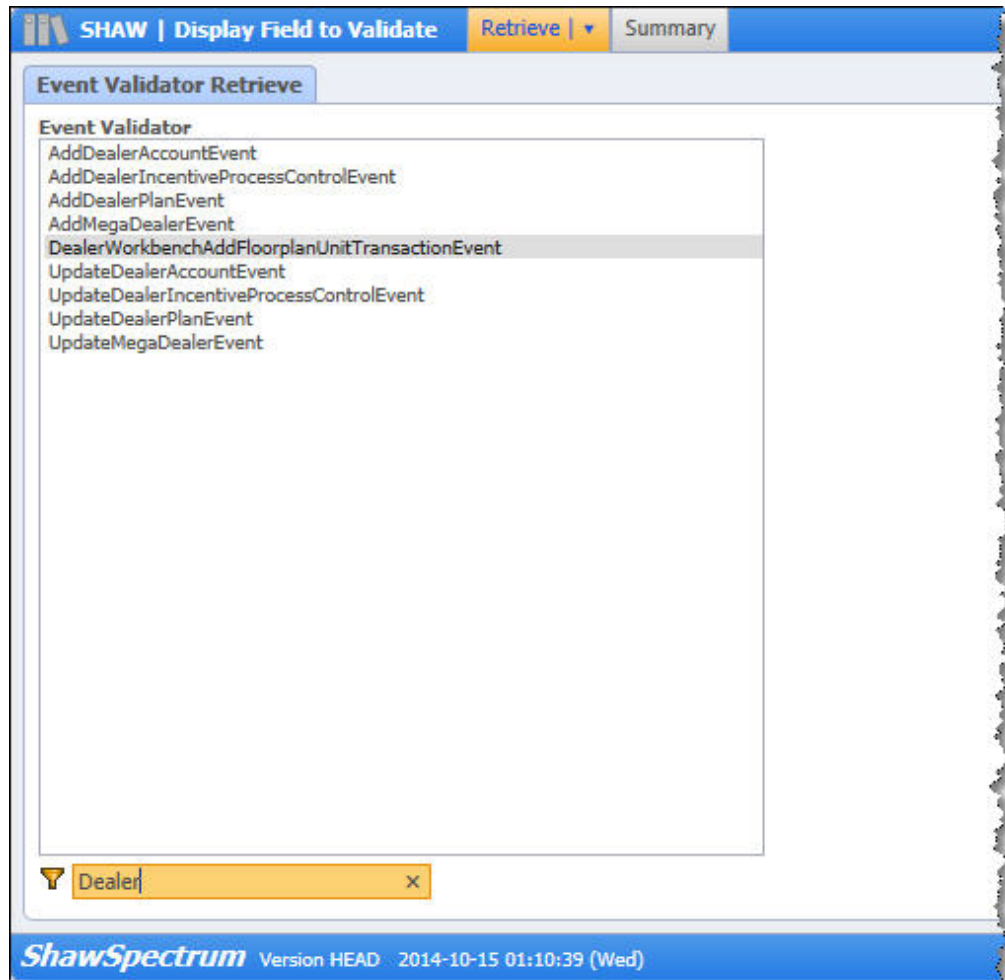 SHAW | Display Field to Validate Retrieve | Summary
Event Validator Retrieve
Event Validator
AddDealerAccountEvent
AddDealerIncentiveProcessControlEvent
AddDealerPlanEvent
AddMegaDealerEvent
DealerWorkbenchAddFloorplanUnitTransactionEvent
UpdateDealerAccountEvent
UpdateDealerIncentiveProcessControlEvent
UpdateDealerPlanEvent
UpdateMegaDealerEvent
Dealer
ShawSpectrum Version HEAD 2014-10-15 01:10:39 (Wed)